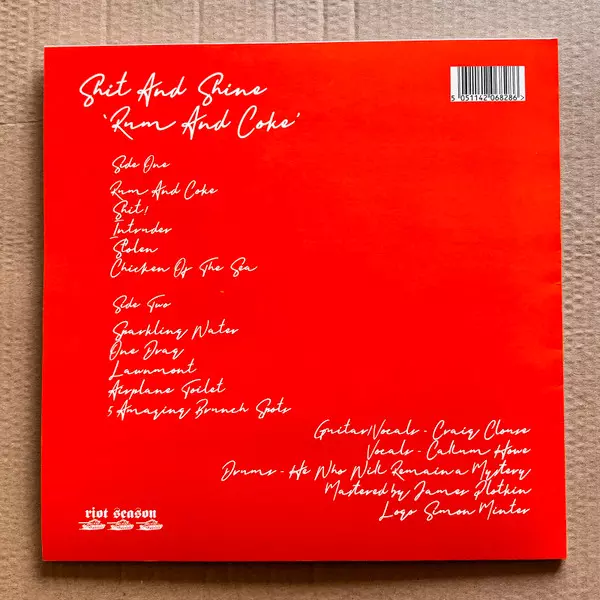 Shit And Shine
'Rum And Coke'
5 051142 068286 >
Side One
Rum And Coke
Shit!
Intruder
Stolen
Chicken Of The Sea
Side Two
Sparkling Water
One Drag
Lawnmont
Airplane Toilet
5 Amazing Brunch Spots
Guitar/Vocals - Craig Clouse
Vocals - Callum Howe
Drums - He Who Will Remain a Mystery
Mastered by James Plotkin
Logo Simon Minter
riot season